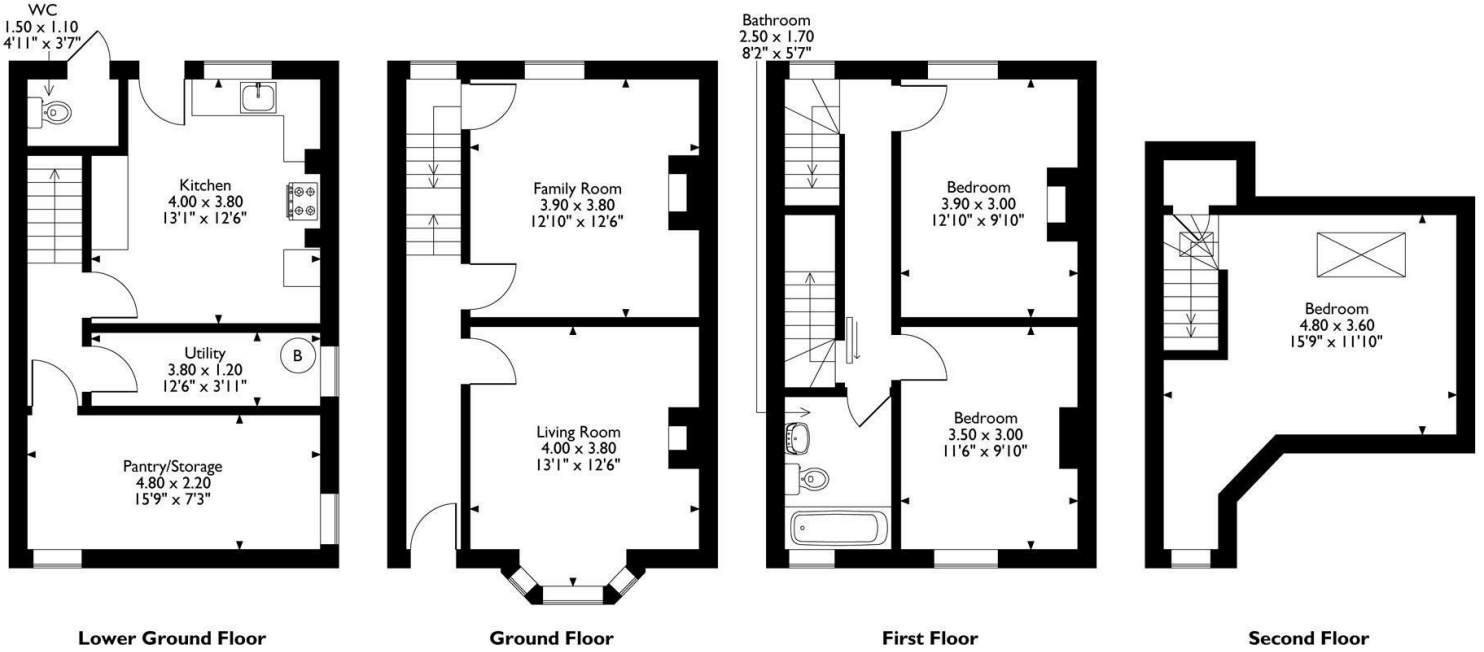 WC
1.50 x 1.10
4'11" x 3'7"
Kitchen
4.00 x 3.80
13'1" x 12'6"
Utility
3.80 x 1.20
12'6" x 3'11"
B
Pantry/Storage
4.80 x 2.20
15'9" x 7'3"
Lower Ground Floor
Family Room
3.90 x 3.80
12'10" x 12'6"
Living Room
4.00 x 3.80
13'1" x 12'6"
Ground Floor
Bathroom
2.50 x 1.70
8'2" x 5'7"
Bedroom
3.90 x 3.00
12'10" x 9'10"
Bedroom
3.50 x 3.00
11'6" x 9'10"
First Floor
Bedroom
4.80 x 3.60
15'9" x 11'10"
Second Floor